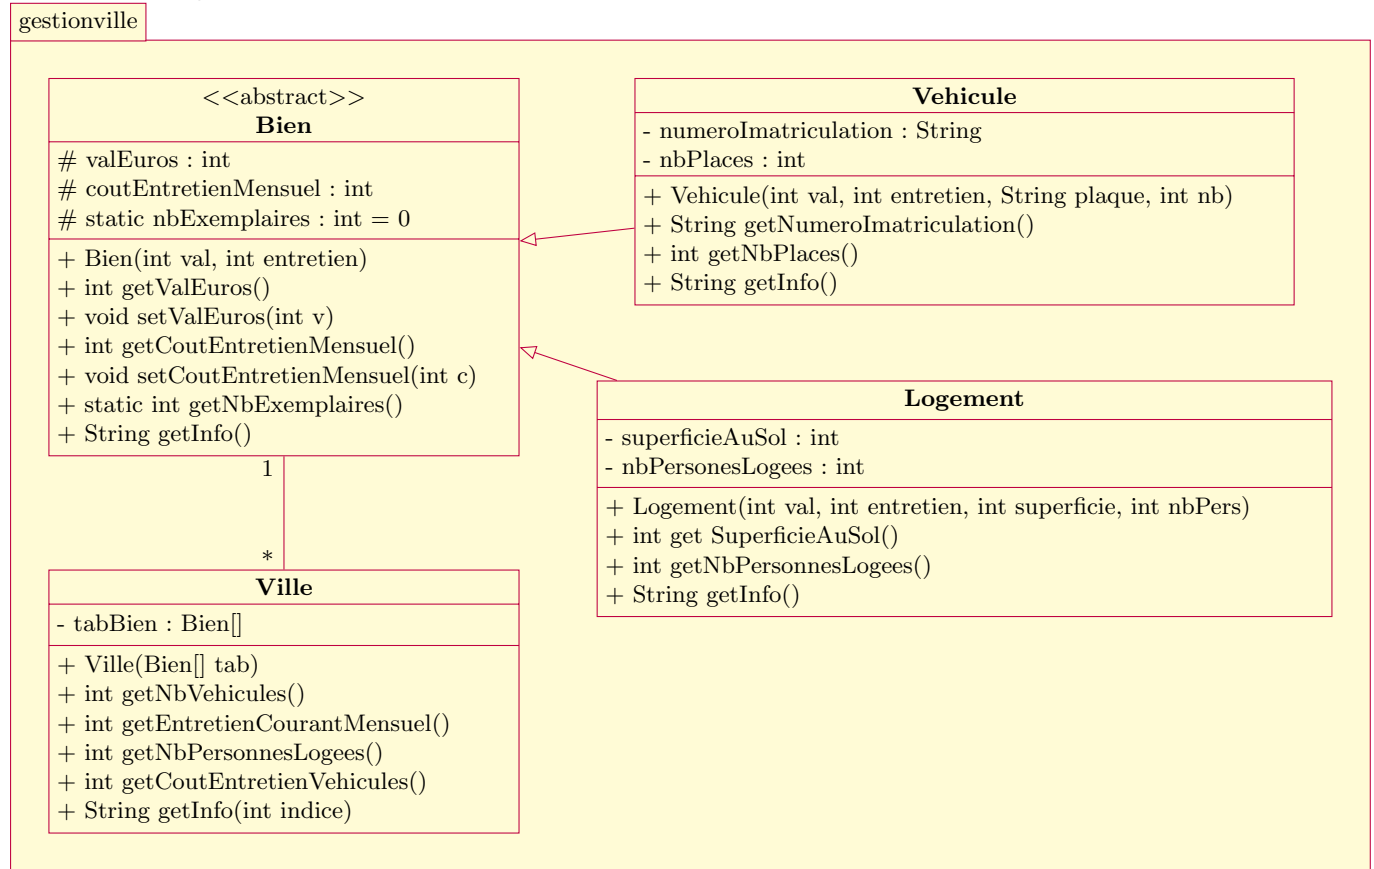 gestionville
<<abstract>>
Bien
# valEuros : int
# coutEntretienMensuel : int
# static nbExemplaires : int = 0
+ Bien(int val, int entretien)
+ int getValEuros()
+ void setValEuros(int v)
+ int getCoutEntretienMensuel()
+ void setCoutEntretienMensuel(int c)
+ static int getNbExemplaires()
+ String getInfo()
Vehicule
- numeroImatriculation : String
- nbPlaces : int
+ Vehicule(int val, int entretien, String plaque, int nb)
+ String getNumeroImatriculation()
+ int getNbPlaces()
+ String getInfo()
Logement
- superficieAuSol : int
- nbPersonesLogees : int
+ Logement(int val, int entretien, int superficie, int nbPers)
+ int get SuperficieAuSol()
+ int getNbPersonnesLogees()
+ String getInfo()
1
*
Ville
- tabBien : Bien[]
+ Ville(Bien[] tab)
+ int getNbVehicules()
+ int getEntretienCourantMensuel()
+ int getNbPersonnesLogees()
+ int getCoutEntretienVehicules()
+ String getInfo(int indice)